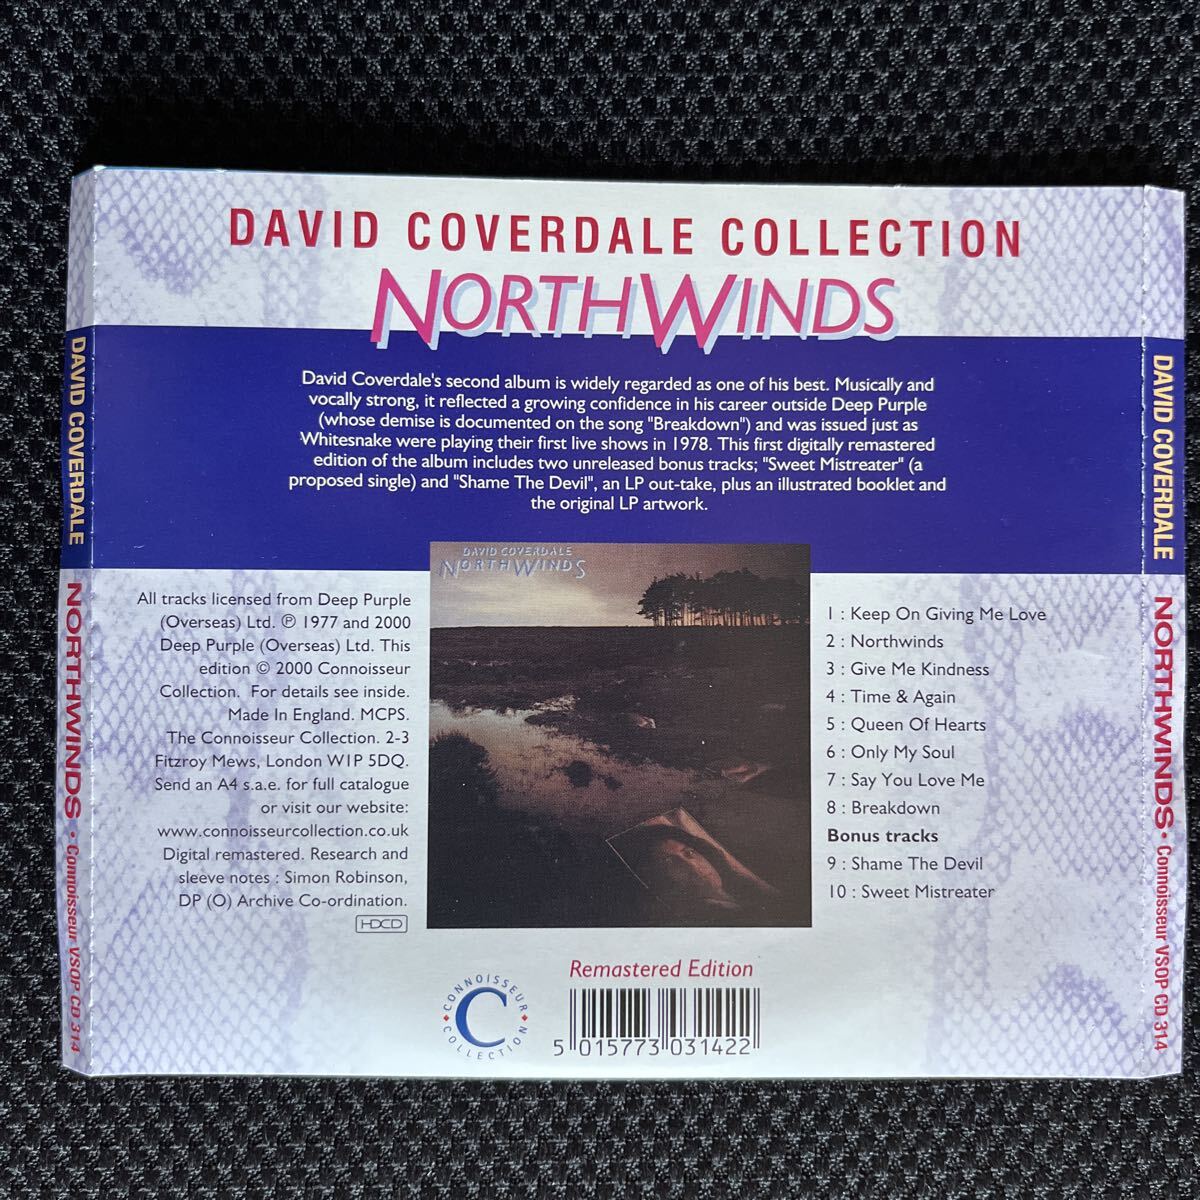 DAVID COVERDALE COLLECTION
NORTHWINDS
David Coverdale's second album is widely regarded as one of his best. Musically and
vocally strong, it reflected a growing confidence in his career outside Deep Purple
(whose demise is documented on the song "Breakdown") and was issued just as
Whitesnake were playing their first live shows in 1978. This first digitally remastered
edition of the album includes two unreleased bonus tracks; "Sweet Mistreater" (a
proposed single) and "Shame The Devil", an LP out-take, plus an illustrated booklet and
the original LP artwork.
DAVID COVERDALE NORTHWINDS • Connoisseur VSOP CD 314
All tracks licensed from Deep Purple
(Overseas) Ltd. ℗ 1977 and 2000
Deep Purple (Overseas) Ltd. This
edition © 2000 Connoisseur
Collection. For details see inside.
Made In England. MCPS.
The Connoisseur Collection. 2-3
Fitzroy Mews, London W1P 5DQ.
Send an A4 s.a.e. for full catalogue
or visit our website:
www.connoisseurcollection.co.uk
Digital remastered. Research and
sleeve notes : Simon Robinson,
DP (O) Archive Co-ordination.
HDCD
DAVID COVERDALE
NORTHWINDS
1 : Keep On Giving Me Love
2 : Northwinds
3 : Give Me Kindness
4 : Time & Again
5 : Queen Of Hearts
6 : Only My Soul
7 : Say You Love Me
8 : Breakdown
Bonus tracks
9 : Shame The Devil
10 : Sweet Mistreater
DAVID COVERDALE NORTHWINDS • Connoisseur VSOP CD 314
CONNOISSEUR
C
COLLECTION
Remastered Edition
5 015773 031422